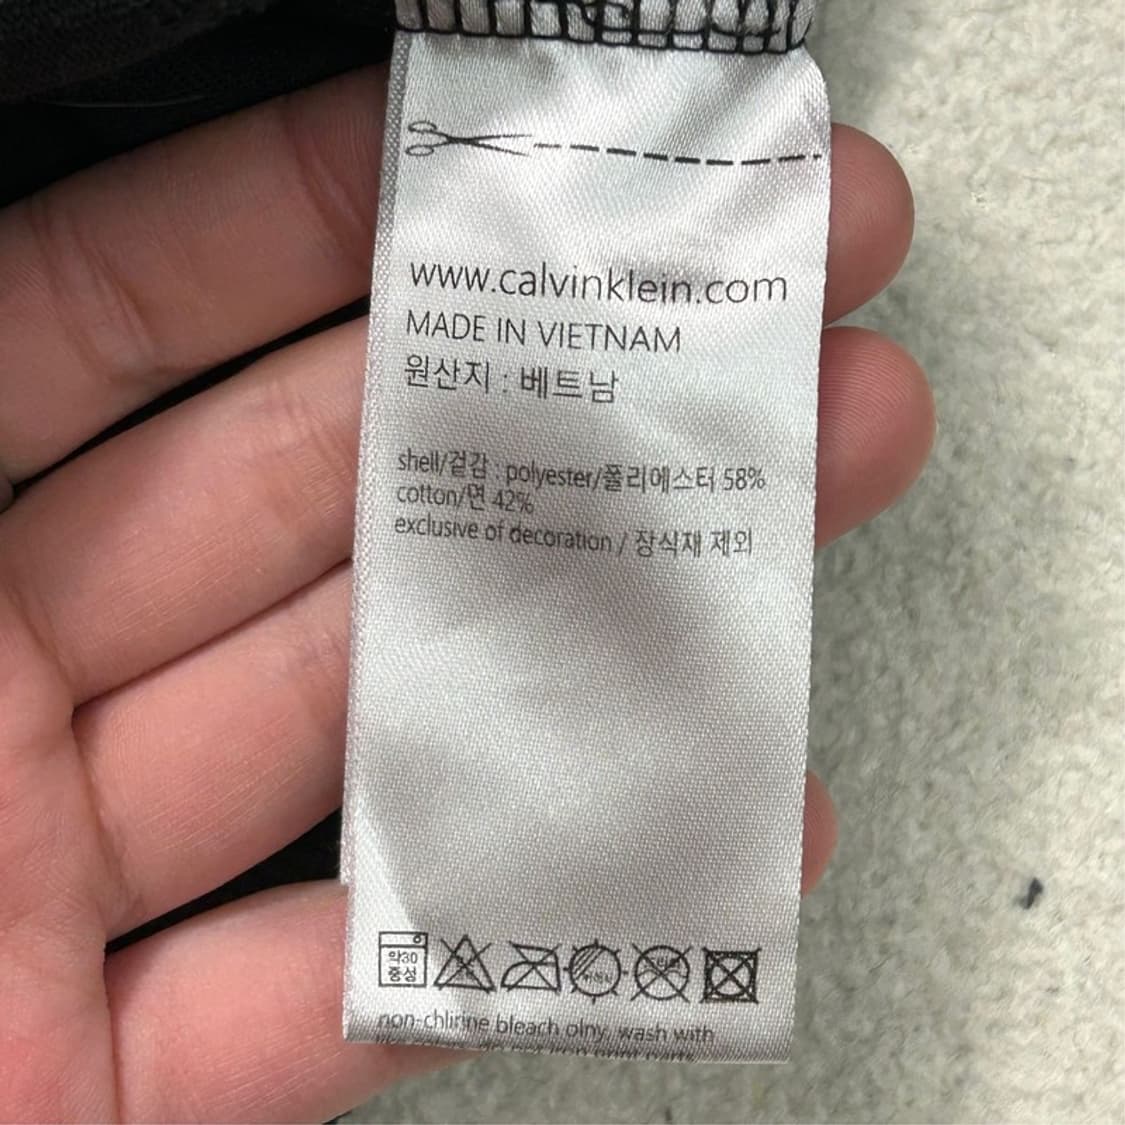 www.calvinklein.com
MADE IN VIETNAM
원산지 : 베트남
shell/겉감 : polyester/폴리에스터 58%
cotton/면 42%
exclusive of decoration / 장식재 제외
약30
중성
non-chlirine bleach olny, wash with